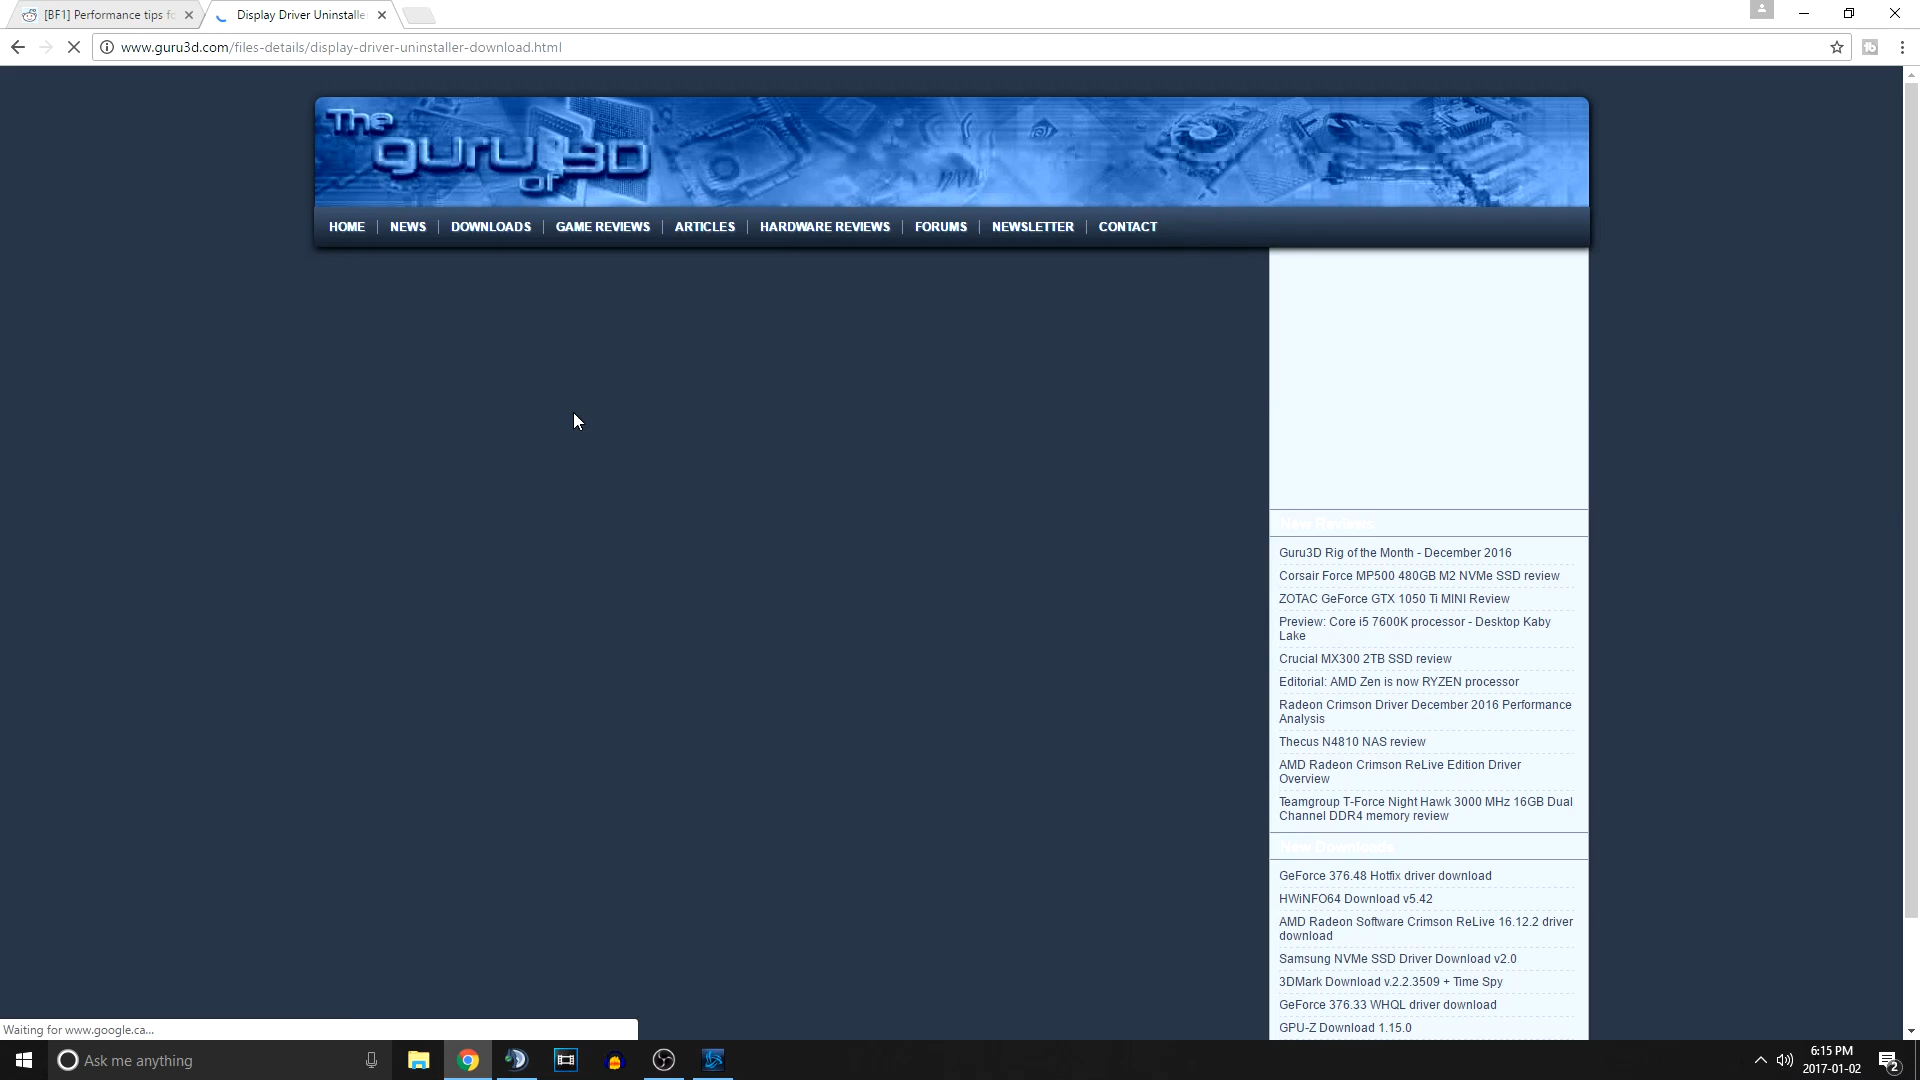 [BF1] Performance tips fo
Display Driver Uninstalle
www.guru3d.com/files-details/display-driver-uninstaller-download.html
The
guru
of 3D
HOME | NEWS | DOWNLOADS | GAME REVIEWS | ARTICLES | HARDWARE REVIEWS | FORUMS | NEWSLETTER | CONTACT
New Reviews
Guru3D Rig of the Month - December 2016
Corsair Force MP500 480GB M2 NVMe SSD review
ZOTAC GeForce GTX 1050 Ti MINI Review
Preview: Core i5 7600K processor - Desktop Kaby
Lake
Crucial MX300 2TB SSD review
Editorial: AMD Zen is now RYZEN processor
Radeon Crimson Driver December 2016 Performance
Analysis
Thecus N4810 NAS review
AMD Radeon Crimson ReLive Edition Driver
Overview
Teamgroup T-Force Night Hawk 3000 MHz 16GB Dual
Channel DDR4 memory review
New Downloads
GeForce 376.48 Hotfix driver download
HWiNFO64 Download v5.42
AMD Radeon Software Crimson ReLive 16.12.2 driver
download
Samsung NVMe SSD Driver Download v2.0
3DMark Download v.2.2.3509 + Time Spy
GeForce 376.33 WHQL driver download
GPU-Z Download 1.15.0
Waiting for www.google.ca...
Ask me anything
6:15 PM
2017-01-02
2